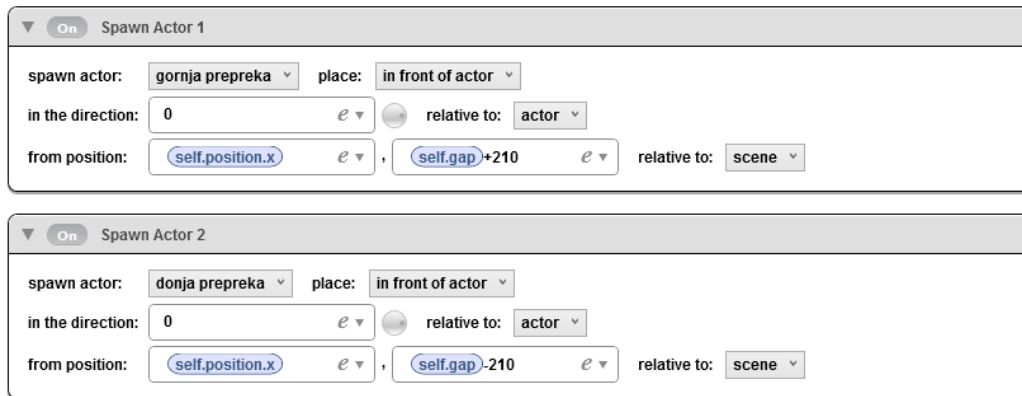 On Spawn Actor 1
spawn actor: gornja prepreka place: in front of actor
in the direction: 0 e relative to: actor
from position: self.position.x e , self.gap+210 e relative to: scene
On Spawn Actor 2
spawn actor: donja prepreka place: in front of actor
in the direction: 0 e relative to: actor
from position: self.position.x e , self.gap-210 e relative to: scene